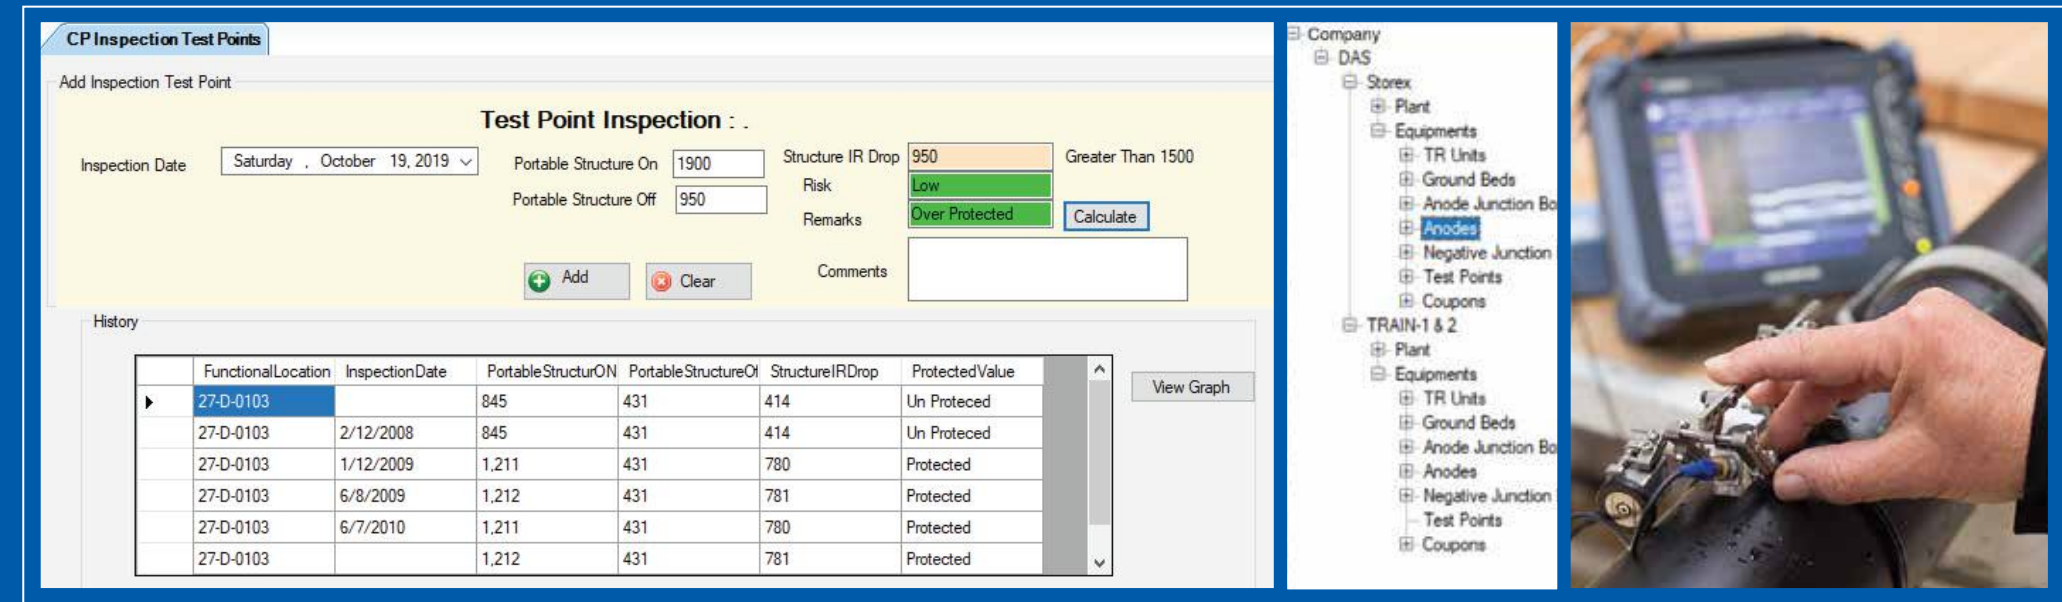 CP Inspection Test Points
Add Inspection Test Point
Test Point Inspection : .
Inspection Date
Saturday , October 19, 2019
Portable Structure On
1900
Structure IR Drop
950
Greater Than 1500
Risk
Low
Portable Structure Off
950
Remarks
Over Protected
Calculate
Add
Clear
Comments
History
FunctionalLocation InspectionDate PortableStructurON PortableStructureOf StructureIRDrop ProtectedValue
27-D-0103 845 431 414 Un Proteced
27-D-0103 2/12/2008 845 431 414 Un Proteced
27-D-0103 1/12/2009 1,211 431 780 Protected
27-D-0103 6/8/2009 1,212 431 781 Protected
27-D-0103 6/7/2010 1,211 431 780 Protected
27-D-0103 1,212 431 781 Protected
View Graph
Company
DAS
Storex
Plant
Equipments
TR Units
Ground Beds
Anode Junction Bo
Anodes
Negative Junction
Test Points
Coupons
TRAIN-1 & 2
Plant
Equipments
TR Units
Ground Beds
Anode Junction Bo
Anodes
Negative Junction
Test Points
Coupons